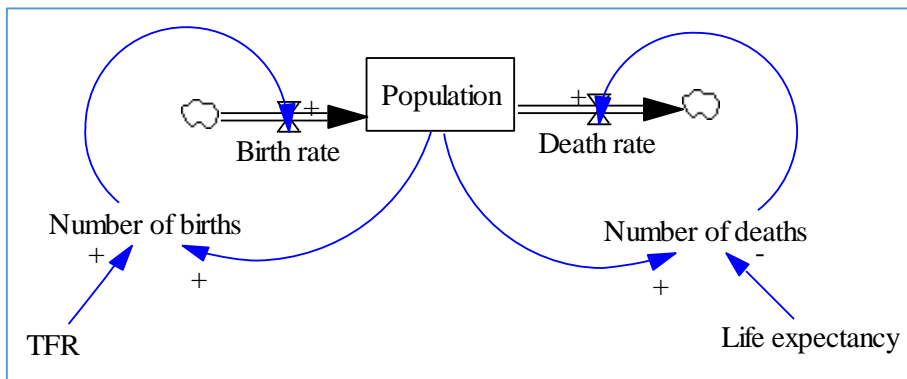 Population
+
+
Birth rate
Death rate
Number of births
Number of deaths
+
-
+
+
TFR
Life expectancy